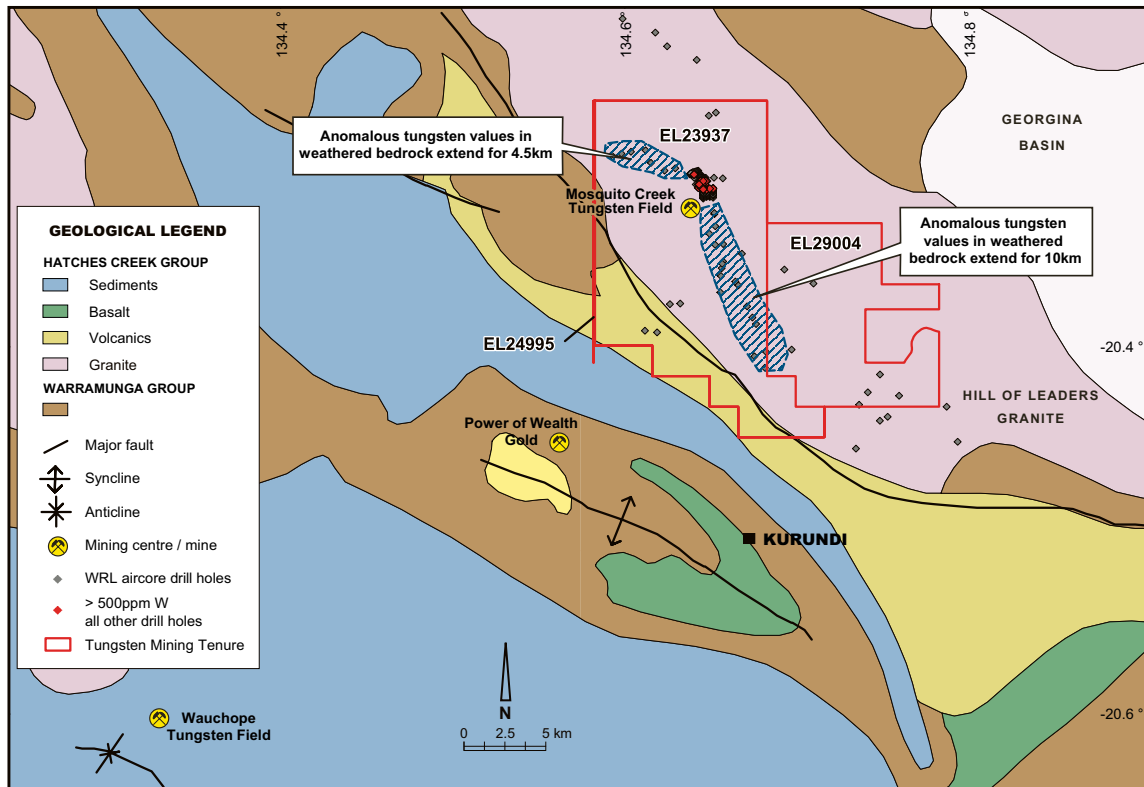 134.4
134.6
134.8
GEORGINA
BASIN
EL23937
Anomalous tungsten values in
weathered bedrock extend for 4.5km
Mosquito Creek
Tungsten Field
Anomalous tungsten
values in weathered
bedrock extend for 10km
EL29004
EL24995
-20.4 °
HILL OF LEADERS
GRANITE
Power of Wealth
Gold
KURUNDI
-20.6 °
Wauchope
Tungsten Field
N
0 2.5 5 km
GEOLOGICAL LEGEND
HATCHES CREEK GROUP
Sediments
Basalt
Volcanics
Granite
WARRAMUNGA GROUP
Major fault
Syncline
Anticline
Mining centre / mine
WRL aircore drill holes
> 500ppm W
all other drill holes
Tungsten Mining Tenure